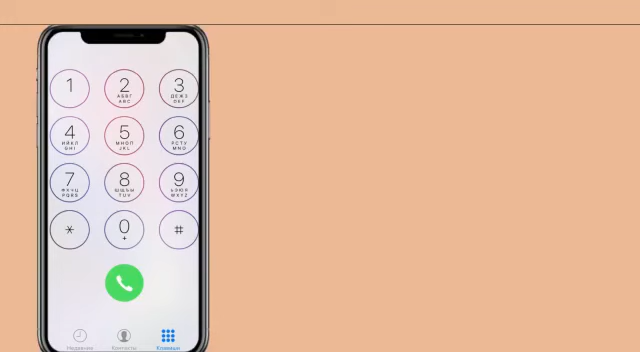 1 2 3
АБВГ ДЕЖЗ
ABC DEF
4 5 6
ИЙКЛ МНОП РСТУ
GHI JKL MNO
7 8 9
ФХЧЦ ШЩЪЫ ЬЭЮЯ
PQRS TUV WXYZ
* 0 #
+
Недавние Контакты Клавиши